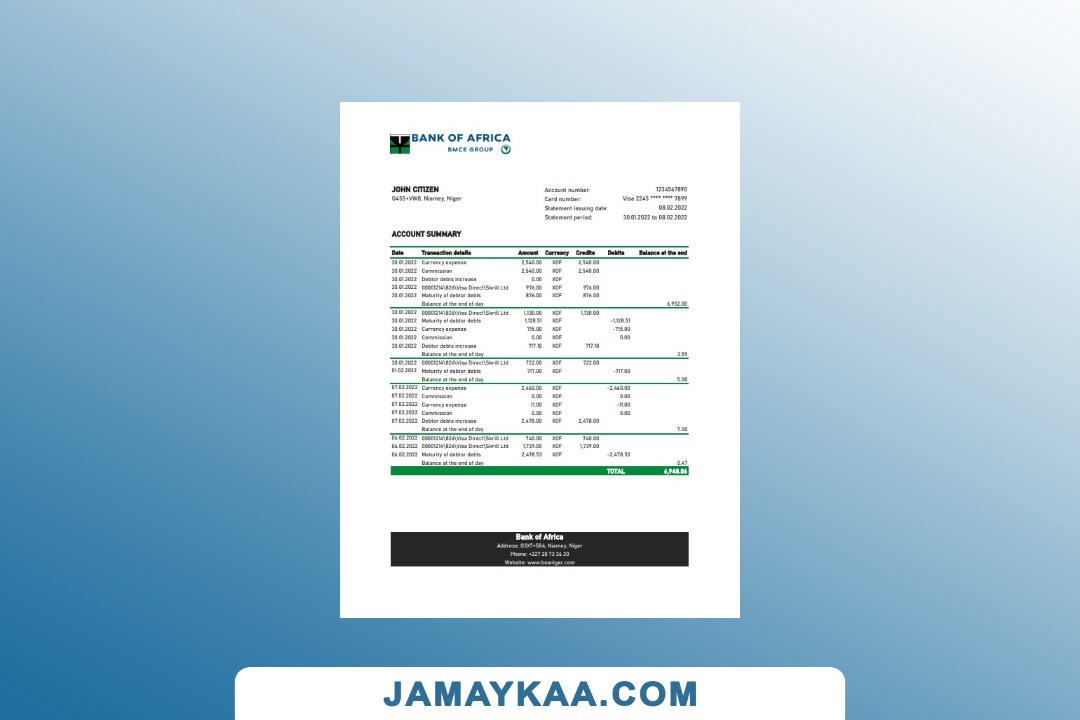 BANK OF AFRICA
BMCE GROUP
JOHN CITIZEN
G455+VW8, Niamey, Niger
Account number: 1234567890
Card number: Visa 2245 **** **** 7899
Statement issuing date: 08.02.2022
Statement period: 30.01.2022 to 08.02.2022
ACCOUNT SUMMARY
Date Transaction details Amount Currency Credits Debits Balance at the end
30.01.2022 Currency expense 2,540.00 XOF 2,540.00
30.01.2022 Commission 2,540.00 XOF 2,540.00
30.01.2022 Debtor debts increase 0.00 XOF
30.01.2022 00001214\826\Visa Direct\Skrill Ltd 976.00 XOF 976.00
30.01.2022 Maturity of debtor debts 876.00 XOF 876.00
Balance at the end of day 6,932.00
30.01.2022 00001214\826\Visa Direct\Skrill Ltd 1,130.00 XOF 1,130.00
30.01.2022 Maturity of debtor debts 1,128.51 XOF -1,128.51
30.01.2022 Currency expense 715.00 XOF -715.00
30.01.2022 Commission 0.00 XOF 0.00
30.01.2022 Debtor debts increase 717.10 XOF 717.10
Balance at the end of day 3.59
30.01.2022 00001214\826\Visa Direct\Skrill Ltd 722.00 XOF 722.00
01.02.2022 Maturity of debtor debts 717.00 XOF -717.00
Balance at the end of day 5.00
07.02.2022 Currency expense 2,460.00 XOF -2,460.00
07.02.2022 Commission 0.00 XOF 0.00
07.02.2022 Currency expense 11.00 XOF -11.00
07.02.2022 Commission 0.00 XOF 0.00
07.02.2022 Debtor debts increase 2,478.00 XOF 2,478.00
Balance at the end of day 7.00
06.02.2022 00001214\826\Visa Direct\Skrill Ltd 740.00 XOF 740.00
06.02.2022 00001214\826\Visa Direct\Skrill Ltd 1,739.00 XOF 1,739.00
06.02.2022 Maturity of debtor debts 2,478.53 XOF -2,478.53
Balance at the end of day 0.47
TOTAL 6,948.06
Bank of Africa
Address: G3XT+5B4, Niamey, Niger
Phone: +227 20 73 36 20
Website: www.boaniger.com
JAMAYKAA.COM